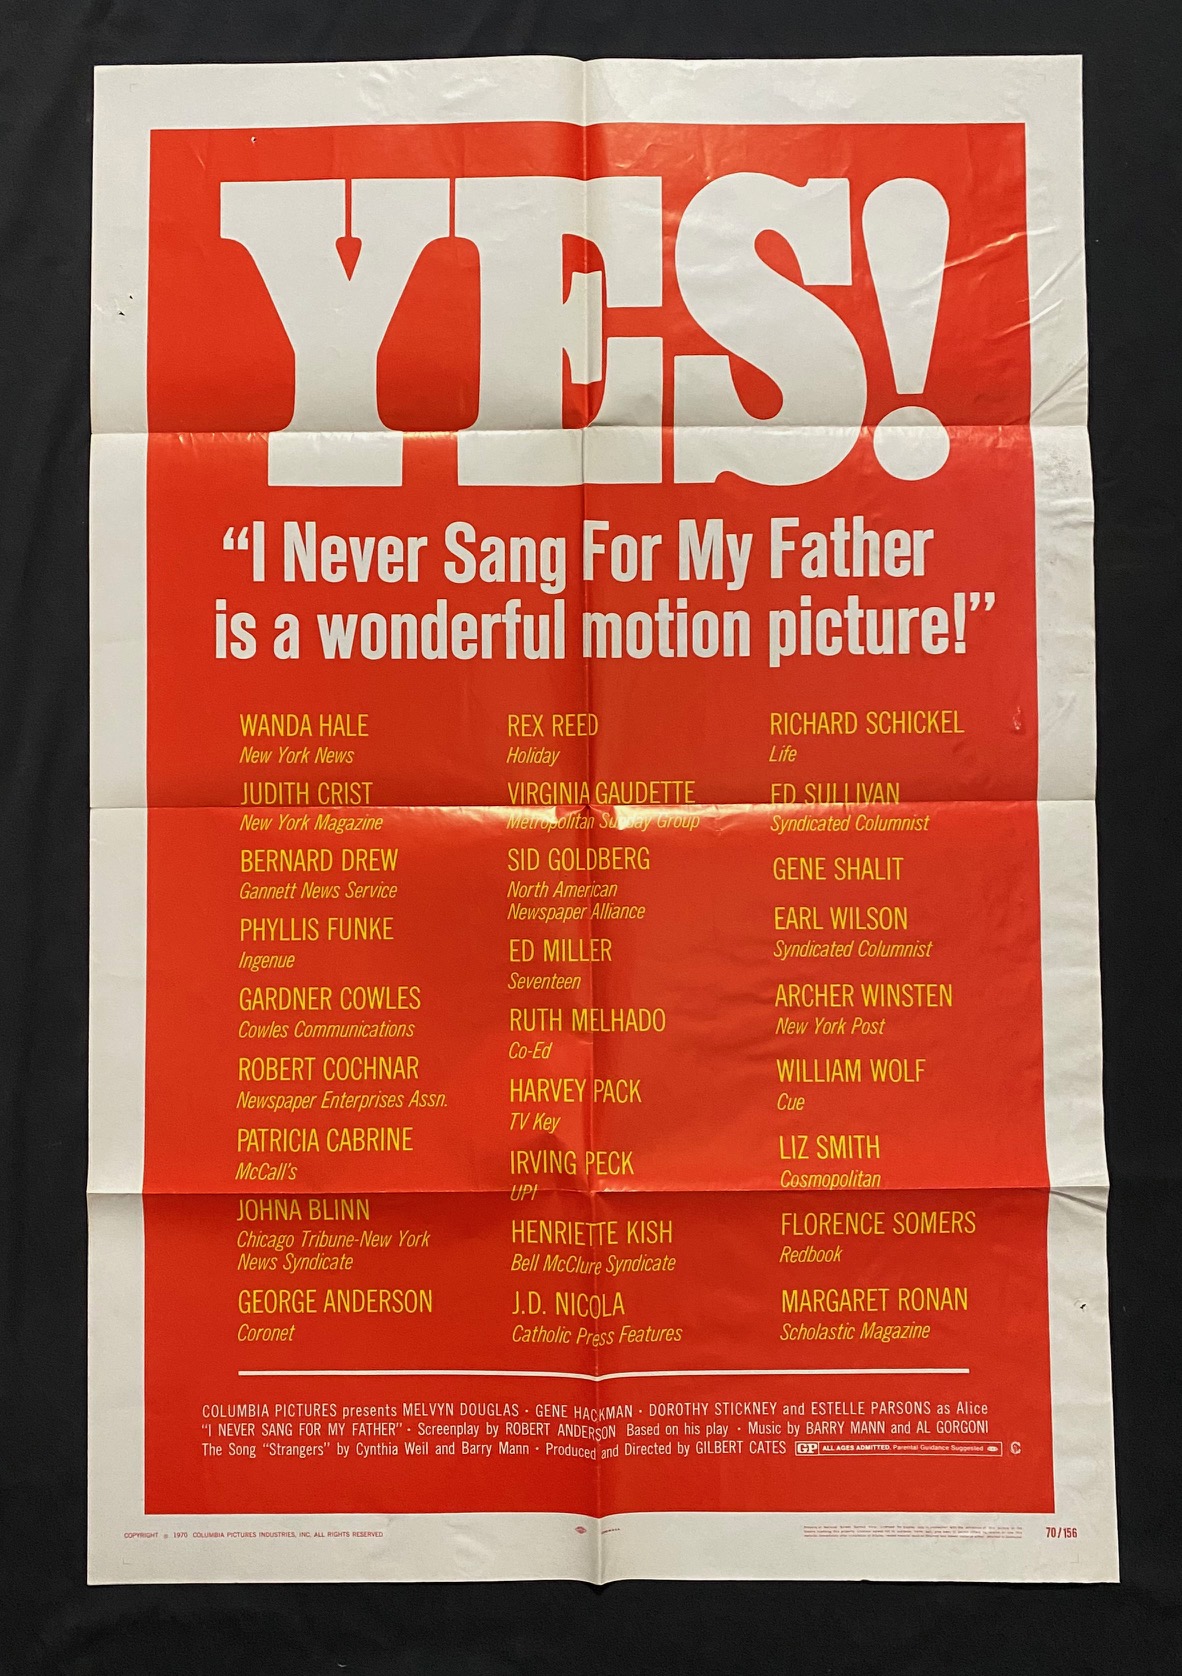 YES!
“I Never Sang For My Father
is a wonderful motion picture!”
WANDA HALE
New York News
JUDITH CRIST
New York Magazine
BERNARD DREW
Gannett News Service
PHYLLIS FUNKE
Ingenue
GARDNER COWLES
Cowles Communications
ROBERT COCHNAR
Newspaper Enterprises Assn.
PATRICIA CABRINE
McCall's
JOHNA BLINN
Chicago Tribune-New York
News Syndicate
GEORGE ANDERSON
Coronet
REX REED
Holiday
VIRGINIA GAUDETTE
Metropolitan Sunday Group
SID GOLDBERG
North American
Newspaper Alliance
ED MILLER
Seventeen
RUTH MELHADO
Co-Ed
HARVEY PACK
TV Key
IRVING PECK
UPI
HENRIETTE KISH
Bell McClure Syndicate
J.D. NICOLA
Catholic Press Features
RICHARD SCHICKEL
Life
ED SULLIVAN
Syndicated Columnist
GENE SHALIT
EARL WILSON
Syndicated Columnist
ARCHER WINSTEN
New York Post
WILLIAM WOLF
Cue
LIZ SMITH
Cosmopolitan
FLORENCE SOMERS
Redbook
MARGARET RONAN
Scholastic Magazine
COLUMBIA PICTURES presents MELVYN DOUGLAS · GENE HACKMAN · DOROTHY STICKNEY and ESTELLE PARSONS as Alice
“I NEVER SANG FOR MY FATHER” · Screenplay by ROBERT ANDERSON Based on his play · Music by BARRY MANN and AL GORGONI
The Song “Strangers” by Cynthia Weil and Barry Mann · Produced and Directed by GILBERT CATES GP ALL AGES ADMITTED. Parental Guidance Suggested
COPYRIGHT © 1970 COLUMBIA PICTURES INDUSTRIES, INC. ALL RIGHTS RESERVED.
70/156